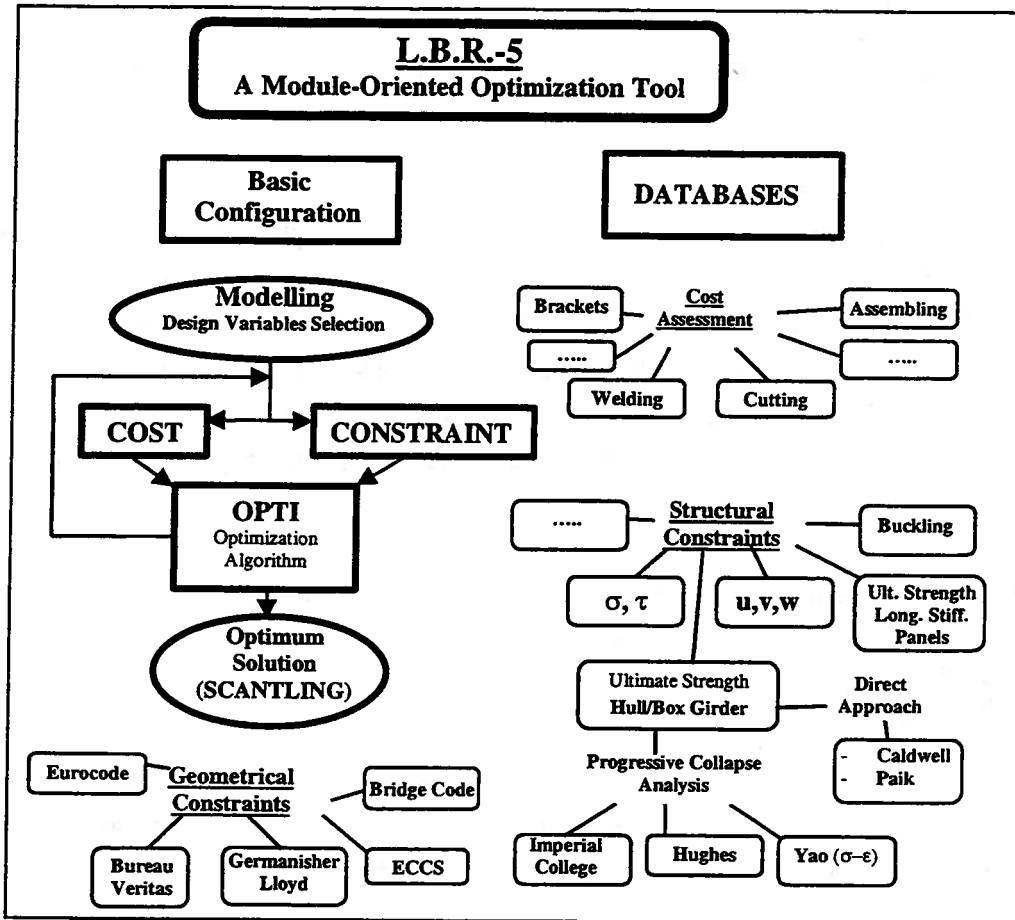 L.B.R.-5
A Module-Oriented Optimization Tool
Basic
Configuration
DATABASES
Modelling
Design Variables Selection
COST
CONSTRAINT
OPTI
Optimization
Algorithm
Optimum
Solution
(SCANTLING)
Cost
Assessment
Brackets
.....
Welding
Cutting
Assembling
.....
Structural
Constraints
.....
σ, τ
u,v,w
Buckling
Ult. Strength
Long. Stiff.
Panels
Ultimate Strength
Hull/Box Girder
Direct
Approach
- Caldwell
- Paik
Progressive Collapse
Analysis
Imperial
College
Hughes
Yao (σ–ε)
Geometrical
Constraints
Eurocode
Bridge Code
Bureau
Veritas
Germanisher
Lloyd
ECCS